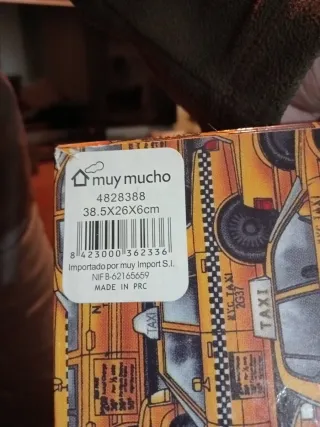 muy mucho
4828388
38.5X26X6cm
8 423000 362336
Importado por muy Import S.l.
NIF B-62165659
MADE IN PRC
TAXI
NYC TAXI
2G37
TAXI